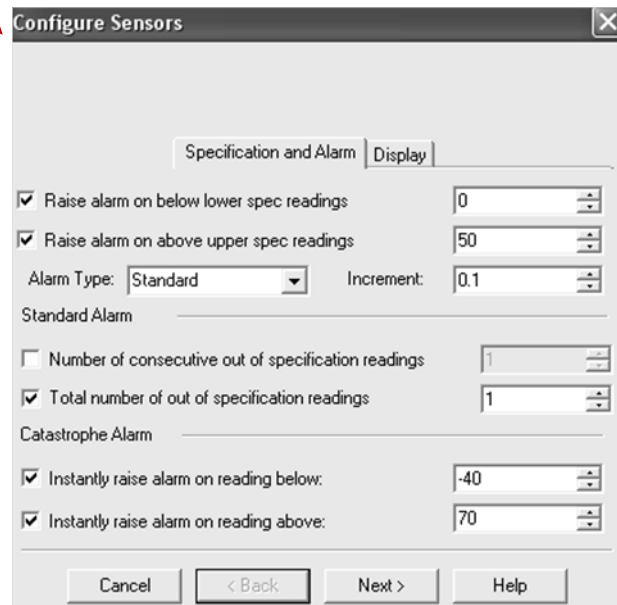 Configure Sensors
Specification and Alarm Display
Raise alarm on below lower spec readings 0
Raise alarm on above upper spec readings 50
Alarm Type: Standard Increment: 0.1
Standard Alarm
Number of consecutive out of specification readings 1
Total number of out of specification readings 1
Catastrophe Alarm
Instantly raise alarm on reading below: -40
Instantly raise alarm on reading above: 70
Cancel < Back Next > Help